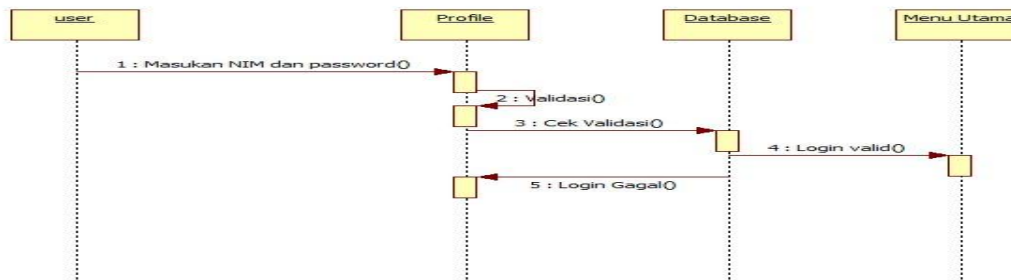 user
Profile
Database
Menu Utama
1 : Masukan NIM dan password()
2 : Validasi()
3 : Cek Validasi()
4 : Login valid()
5 : Login Gagal()